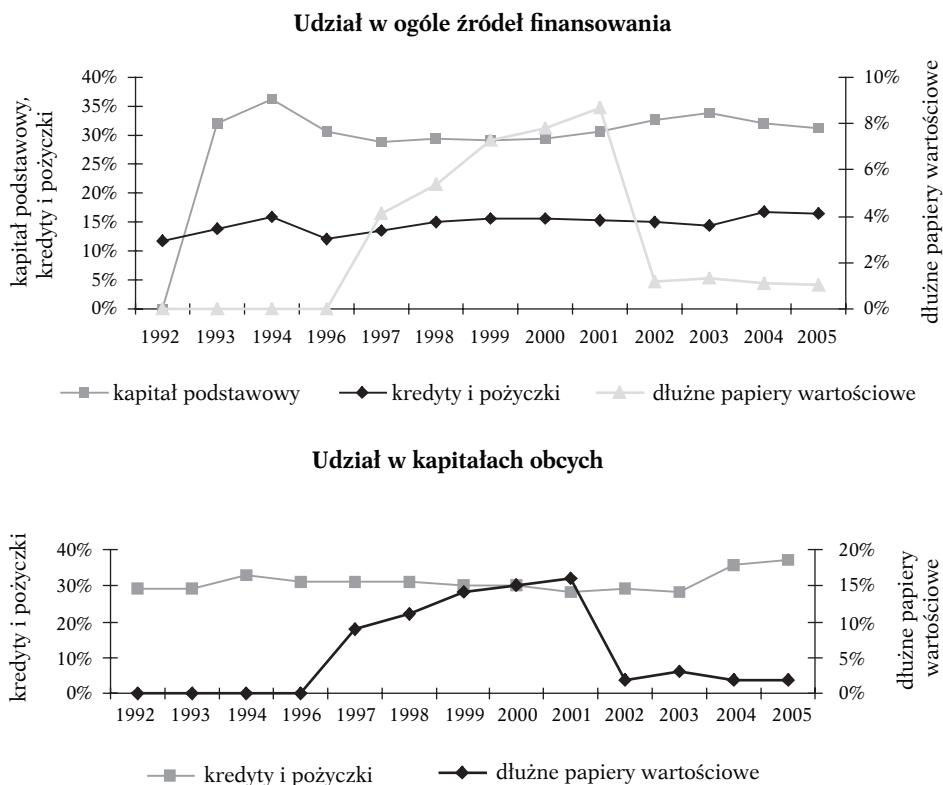 Udział w ogóle źródeł finansowania
kapitał podstawowy,
kredyty i pożyczki
40%
35%
30%
25%
20%
15%
10%
5%
0%
10%
8%
6%
4%
2%
0%
dłużne papiery wartościowe
1992 1993 1994 1996 1997 1998 1999 2000 2001 2002 2003 2004 2005
kapitał podstawowy kredyty i pożyczki dłużne papiery wartościowe
Udział w kapitałach obcych
kredyty i pożyczki
40%
30%
20%
10%
0%
20%
15%
10%
5%
0%
dłużne papiery
wartościowe
1992 1993 1994 1996 1997 1998 1999 2000 2001 2002 2003 2004 2005
kredyty i pożyczki dłużne papiery wartościowe